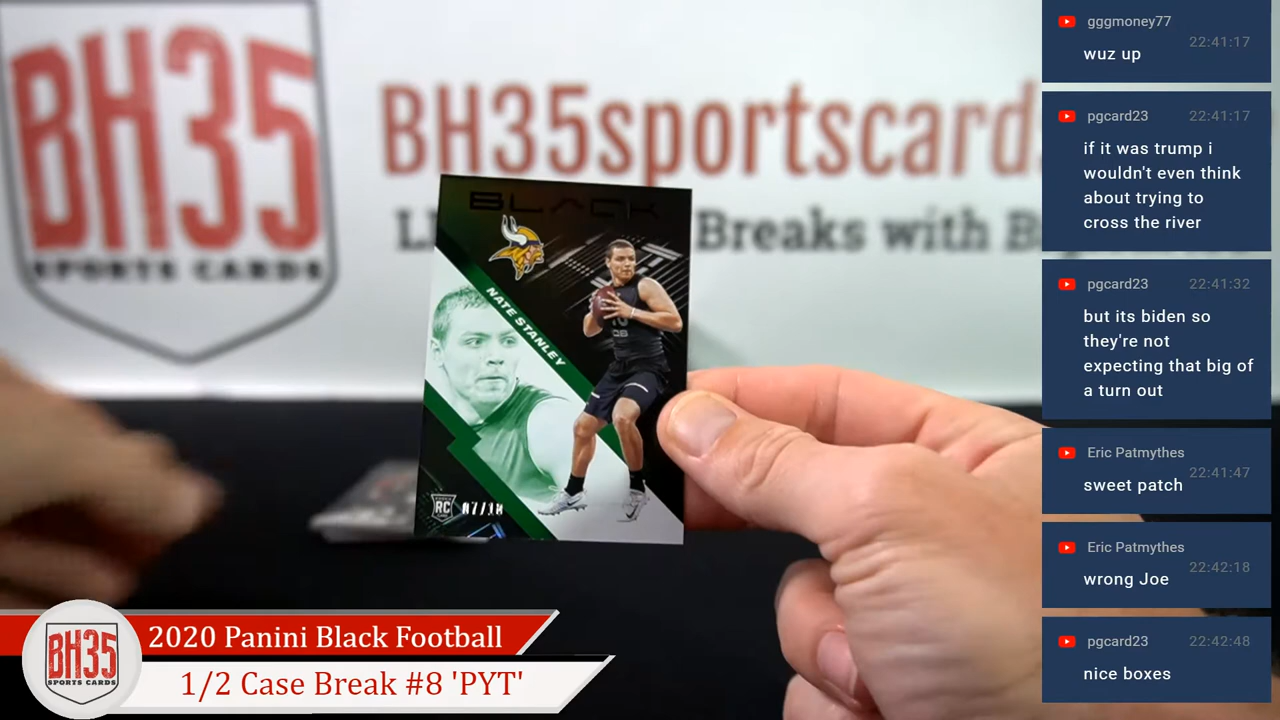 BH35
SPORTS CARDS
BH35sportscard
Breaks with
BLACK
NATE STANLEY
RC
07/18
gggmoney77
22:41:17
wuz up
pgcard23 22:41:17
if it was trump i
wouldn't even think
about trying to
cross the river
pgcard23 22:41:32
but its biden so
they're not
expecting that big of
a turn out
Eric Patmythes
22:41:47
sweet patch
Eric Patmythes
22:42:18
wrong Joe
pgcard23 22:42:48
nice boxes
BH35
SPORTS CARDS
2020 Panini Black Football
1/2 Case Break #8 'PYT'